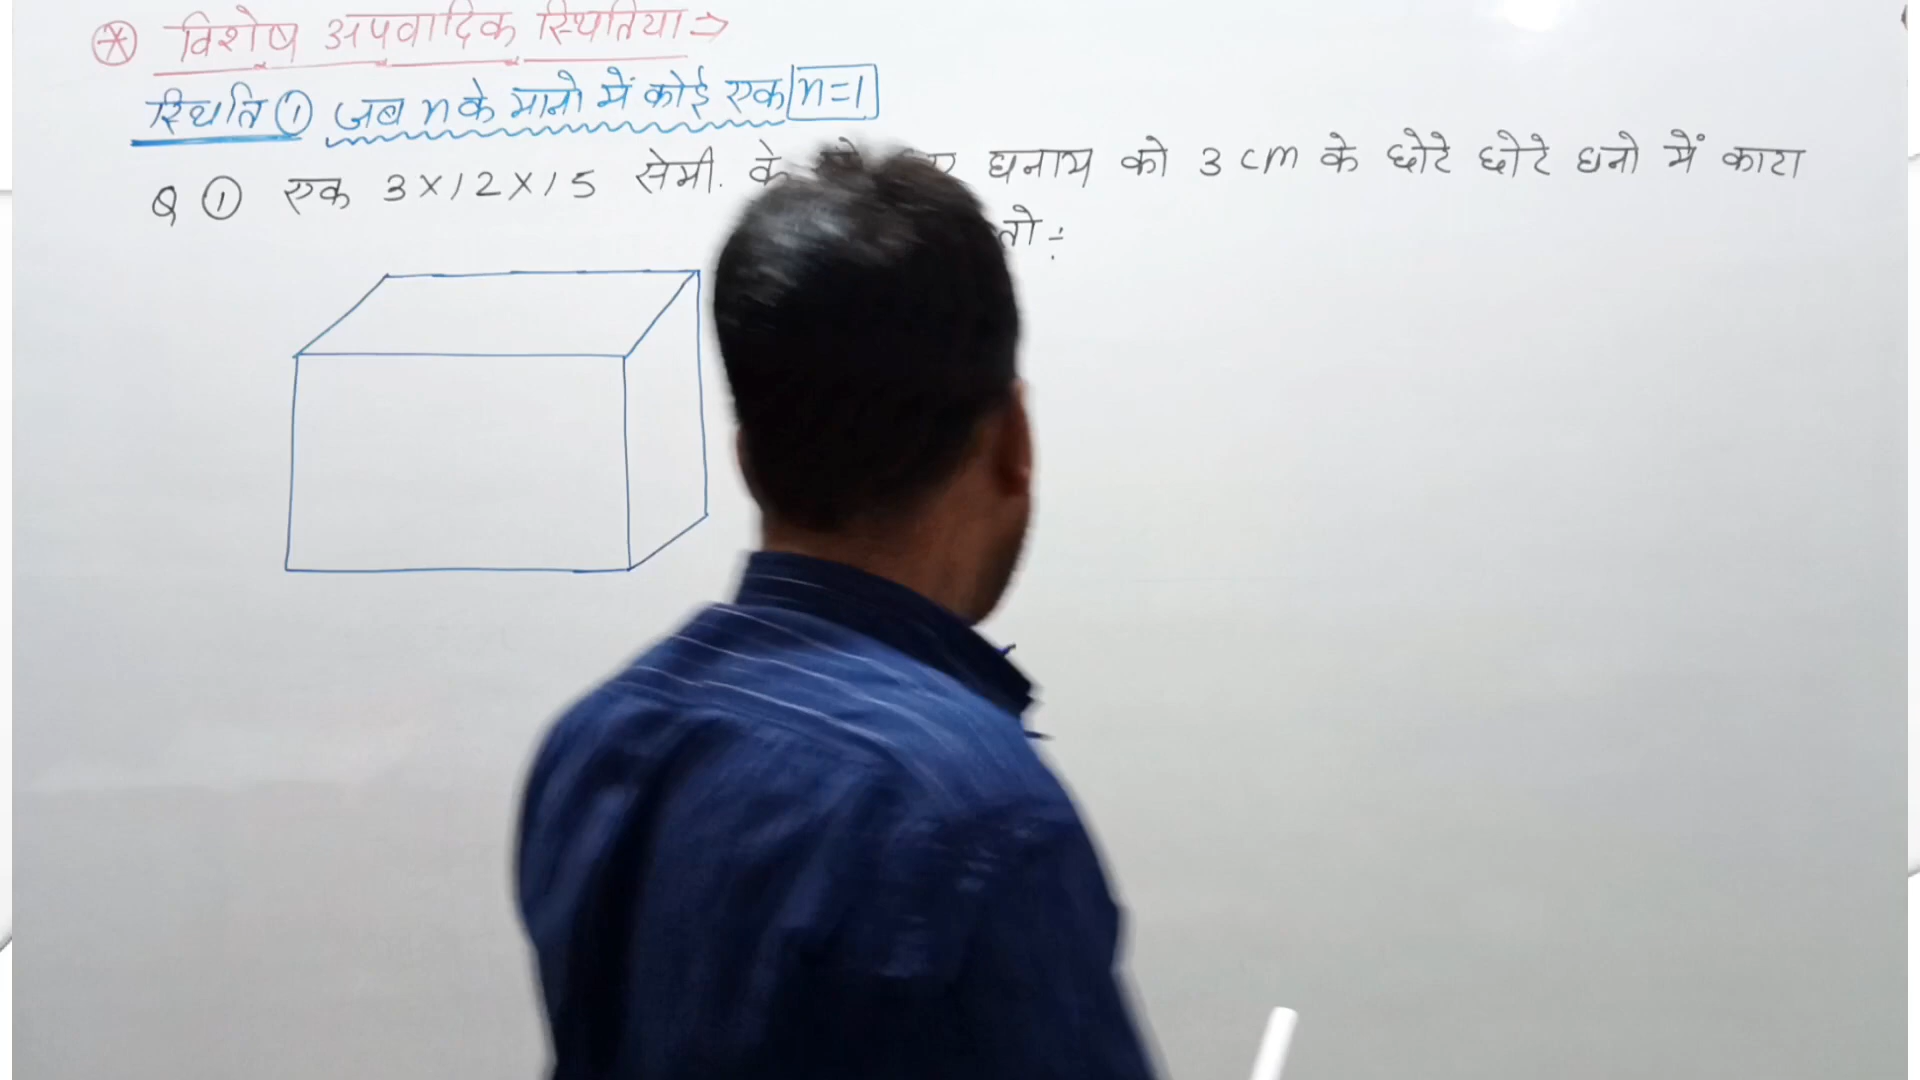 * विशेष अपवादिक स्थितिया ⇒
स्थिति ① जब n के मानो में कोई एक n=1
Q ① एक 3×12×15 सेमी. के घनाभ को 3 cm के छोटे छोटे घनो में काटा
तो :-